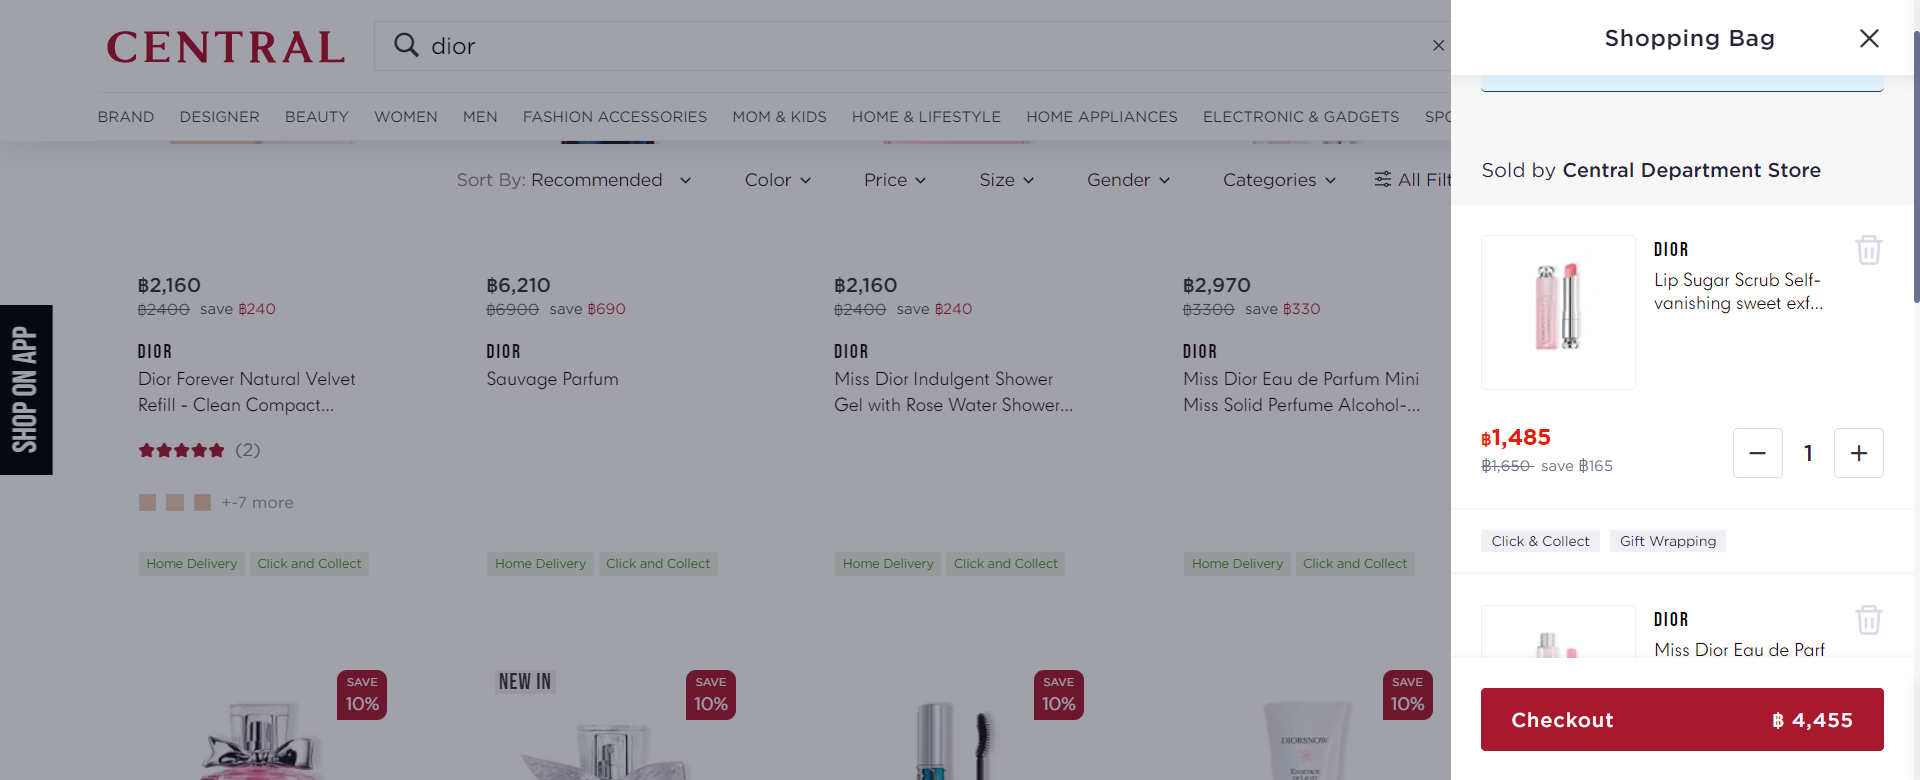 CENTRAL
dior
BRAND DESIGNER BEAUTY WOMEN MEN FASHION ACCESSORIES MOM & KIDS HOME & LIFESTYLE HOME APPLIANCES ELECTRONIC & GADGETS SPO
Sort By: Recommended Color Price Size Gender Categories All Filt
SHOP ON APP
฿2,160
฿2400 save ฿240
DIOR
Dior Forever Natural Velvet
Refill - Clean Compact...
(2)
+-7 more
Home Delivery Click and Collect
฿6,210
฿6900 save ฿690
DIOR
Sauvage Parfum
Home Delivery Click and Collect
฿2,160
฿2400 save ฿240
DIOR
Miss Dior Indulgent Shower
Gel with Rose Water Shower...
Home Delivery Click and Collect
฿2,970
฿3300 save ฿330
DIOR
Miss Dior Eau de Parfum Mini
Miss Solid Perfume Alcohol-...
Home Delivery Click and Collect
SAVE
10%
NEW IN
SAVE
10%
SAVE
10%
SAVE
10%
DIORSNOW
ESSENCE
OF LIGHT
Shopping Bag
Sold by Central Department Store
DIOR
Lip Sugar Scrub Self-
vanishing sweet exf...
฿1,485
฿1,650 save ฿165
1
Click & Collect Gift Wrapping
DIOR
Miss Dior Eau de Parf
Checkout ฿ 4,455